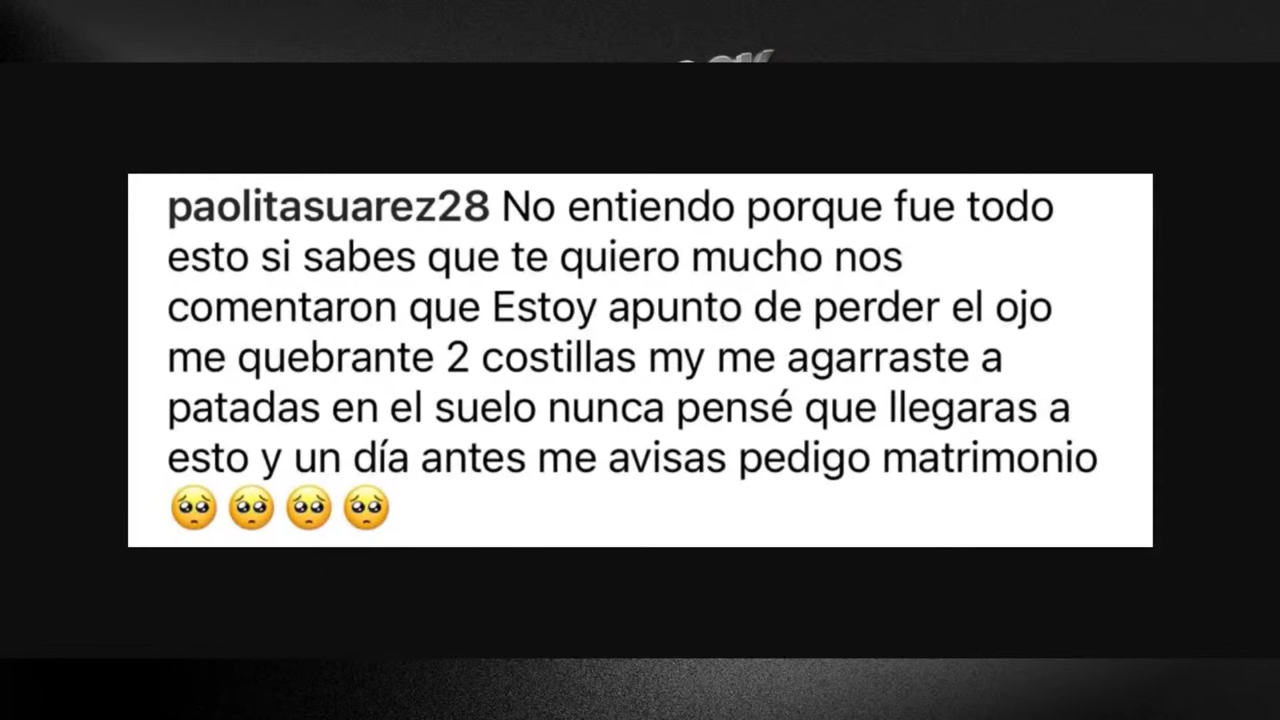 paolitasuarez28 No entiendo porque fue todo
esto si sabes que te quiero mucho nos
comentaron que Estoy apunto de perder el ojo
me quebrante 2 costillas my me agarraste a
patadas en el suelo nunca pensé que llegaras a
esto y un día antes me avisas pedigo matrimonio
🥺🥺🥺🥺